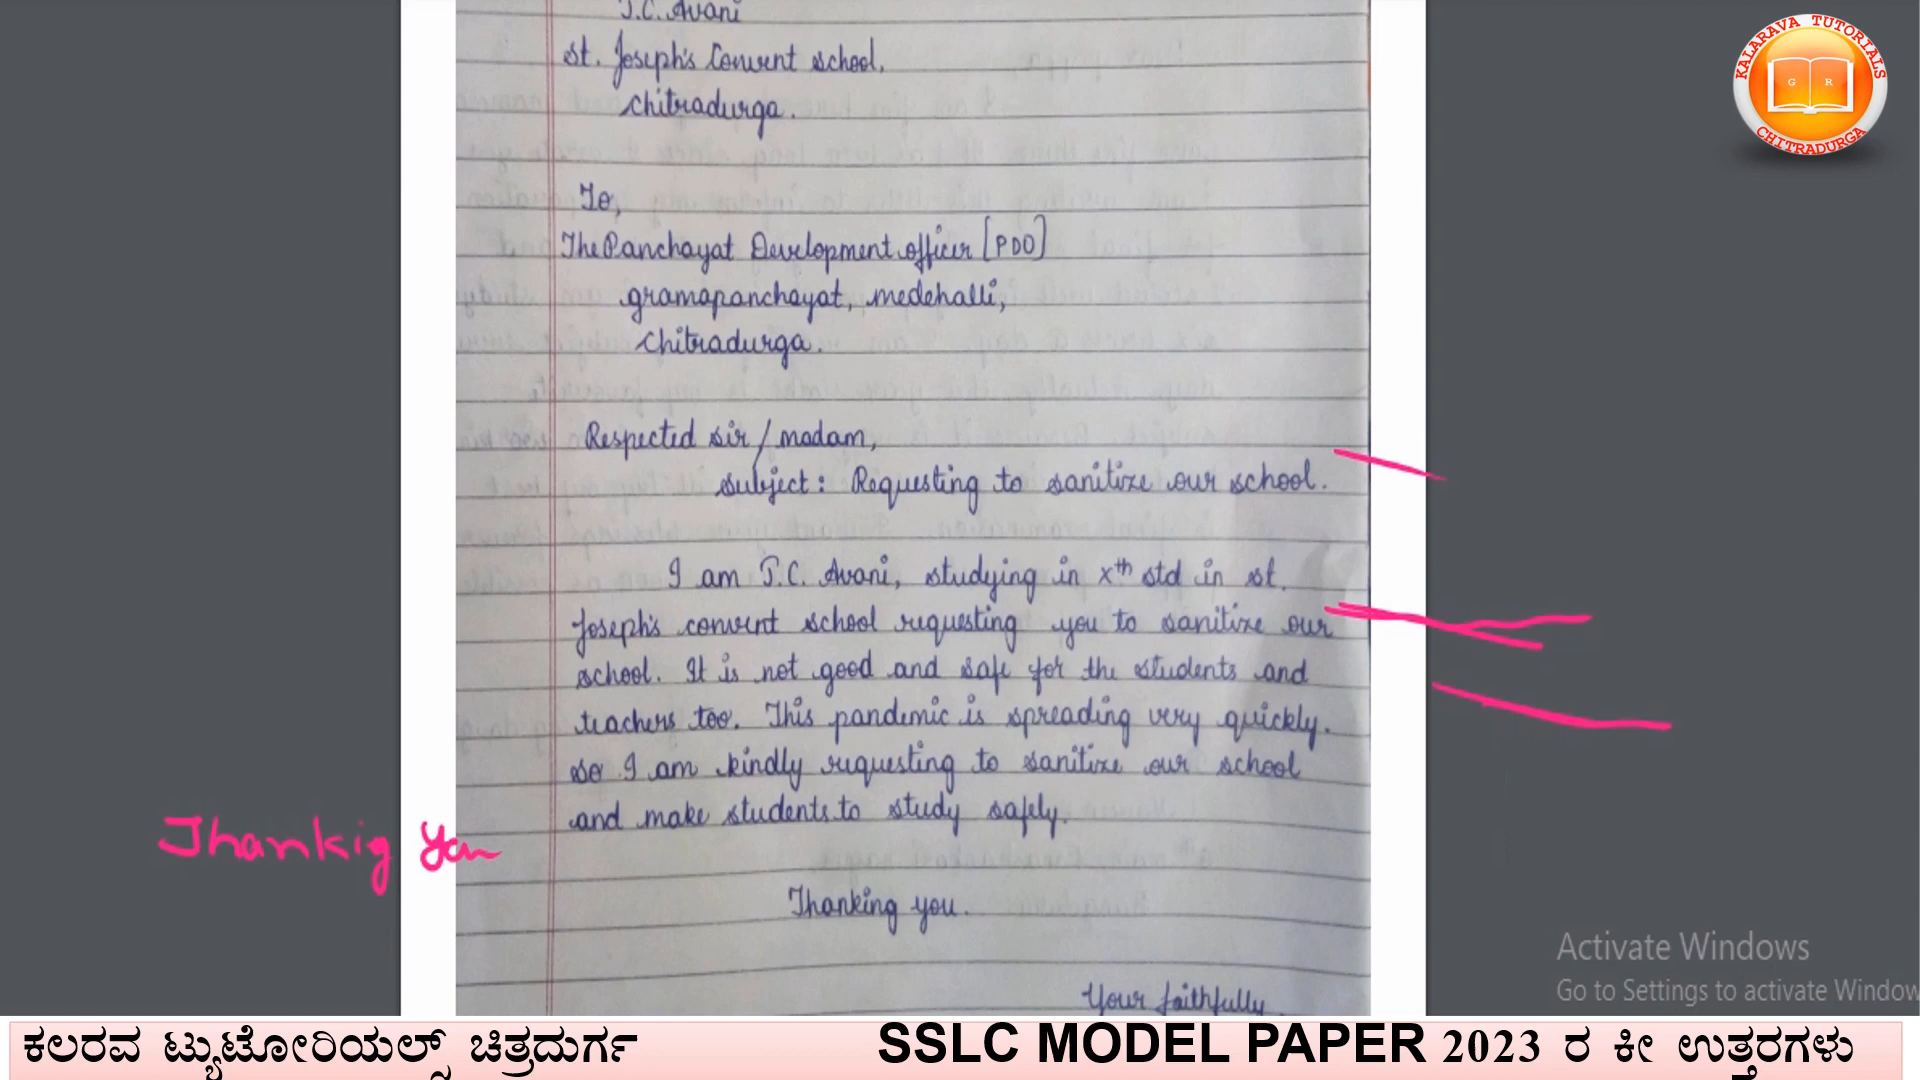 J.C. Avani
St. Joseph's Convent school,
chitradurga.
To,
The Panchayat Development officer [PDO]
gramapanchayat, medehalli,
chitradurga.
Respected sir / madam,
subject: Requesting to sanitize our school.
I am J.C. Avani, studying in xth std in st.
Joseph's convent school requesting you to sanitize our
school. It is not good and safe for the students and
teachers too. This pandemic is spreading very quickly.
so I am kindly requesting to sanitize our school
and make students to study safely.
Thankig You
Thanking you.
Your faithfully
KALARAVA TUTORIALS
G R
CHITRADURGA
Activate Windows
Go to Settings to activate Window
ಕಲರವ ಟ್ಯುಟೋರಿಯಲ್ಸ್ ಚಿತ್ರದುರ್ಗ
SSLC MODEL PAPER 2023 ರ ಕೀ ಉತ್ತರಗಳು